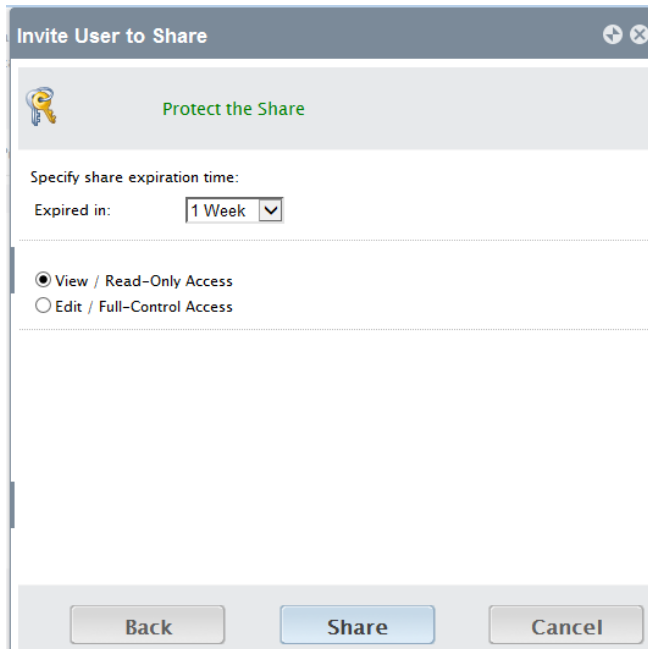 Invite User to Share
Protect the Share
Specify share expiration time:
Expired in: 1 Week
View / Read-Only Access
Edit / Full-Control Access
Back Share Cancel